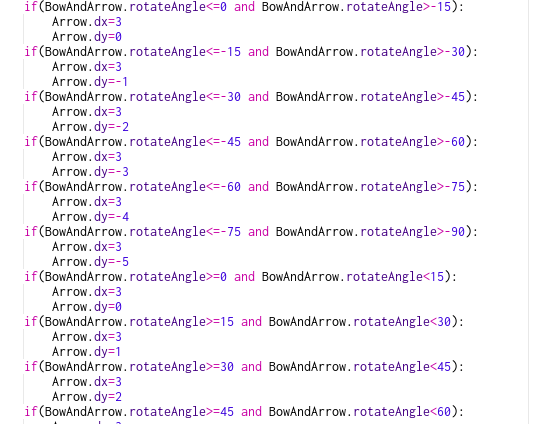 if(BowAndArrow.rotateAngle<=0 and BowAndArrow.rotateAngle>-15):
    Arrow.dx=3
    Arrow.dy=0
if(BowAndArrow.rotateAngle<=-15 and BowAndArrow.rotateAngle>-30):
    Arrow.dx=3
    Arrow.dy=-1
if(BowAndArrow.rotateAngle<=-30 and BowAndArrow.rotateAngle>-45):
    Arrow.dx=3
    Arrow.dy=-2
if(BowAndArrow.rotateAngle<=-45 and BowAndArrow.rotateAngle>-60):
    Arrow.dx=3
    Arrow.dy=-3
if(BowAndArrow.rotateAngle<=-60 and BowAndArrow.rotateAngle>-75):
    Arrow.dx=3
    Arrow.dy=-4
if(BowAndArrow.rotateAngle<=-75 and BowAndArrow.rotateAngle>-90):
    Arrow.dx=3
    Arrow.dy=-5
if(BowAndArrow.rotateAngle>=0 and BowAndArrow.rotateAngle<15):
    Arrow.dx=3
    Arrow.dy=0
if(BowAndArrow.rotateAngle>=15 and BowAndArrow.rotateAngle<30):
    Arrow.dx=3
    Arrow.dy=1
if(BowAndArrow.rotateAngle>=30 and BowAndArrow.rotateAngle<45):
    Arrow.dx=3
    Arrow.dy=2
if(BowAndArrow.rotateAngle>=45 and BowAndArrow.rotateAngle<60):